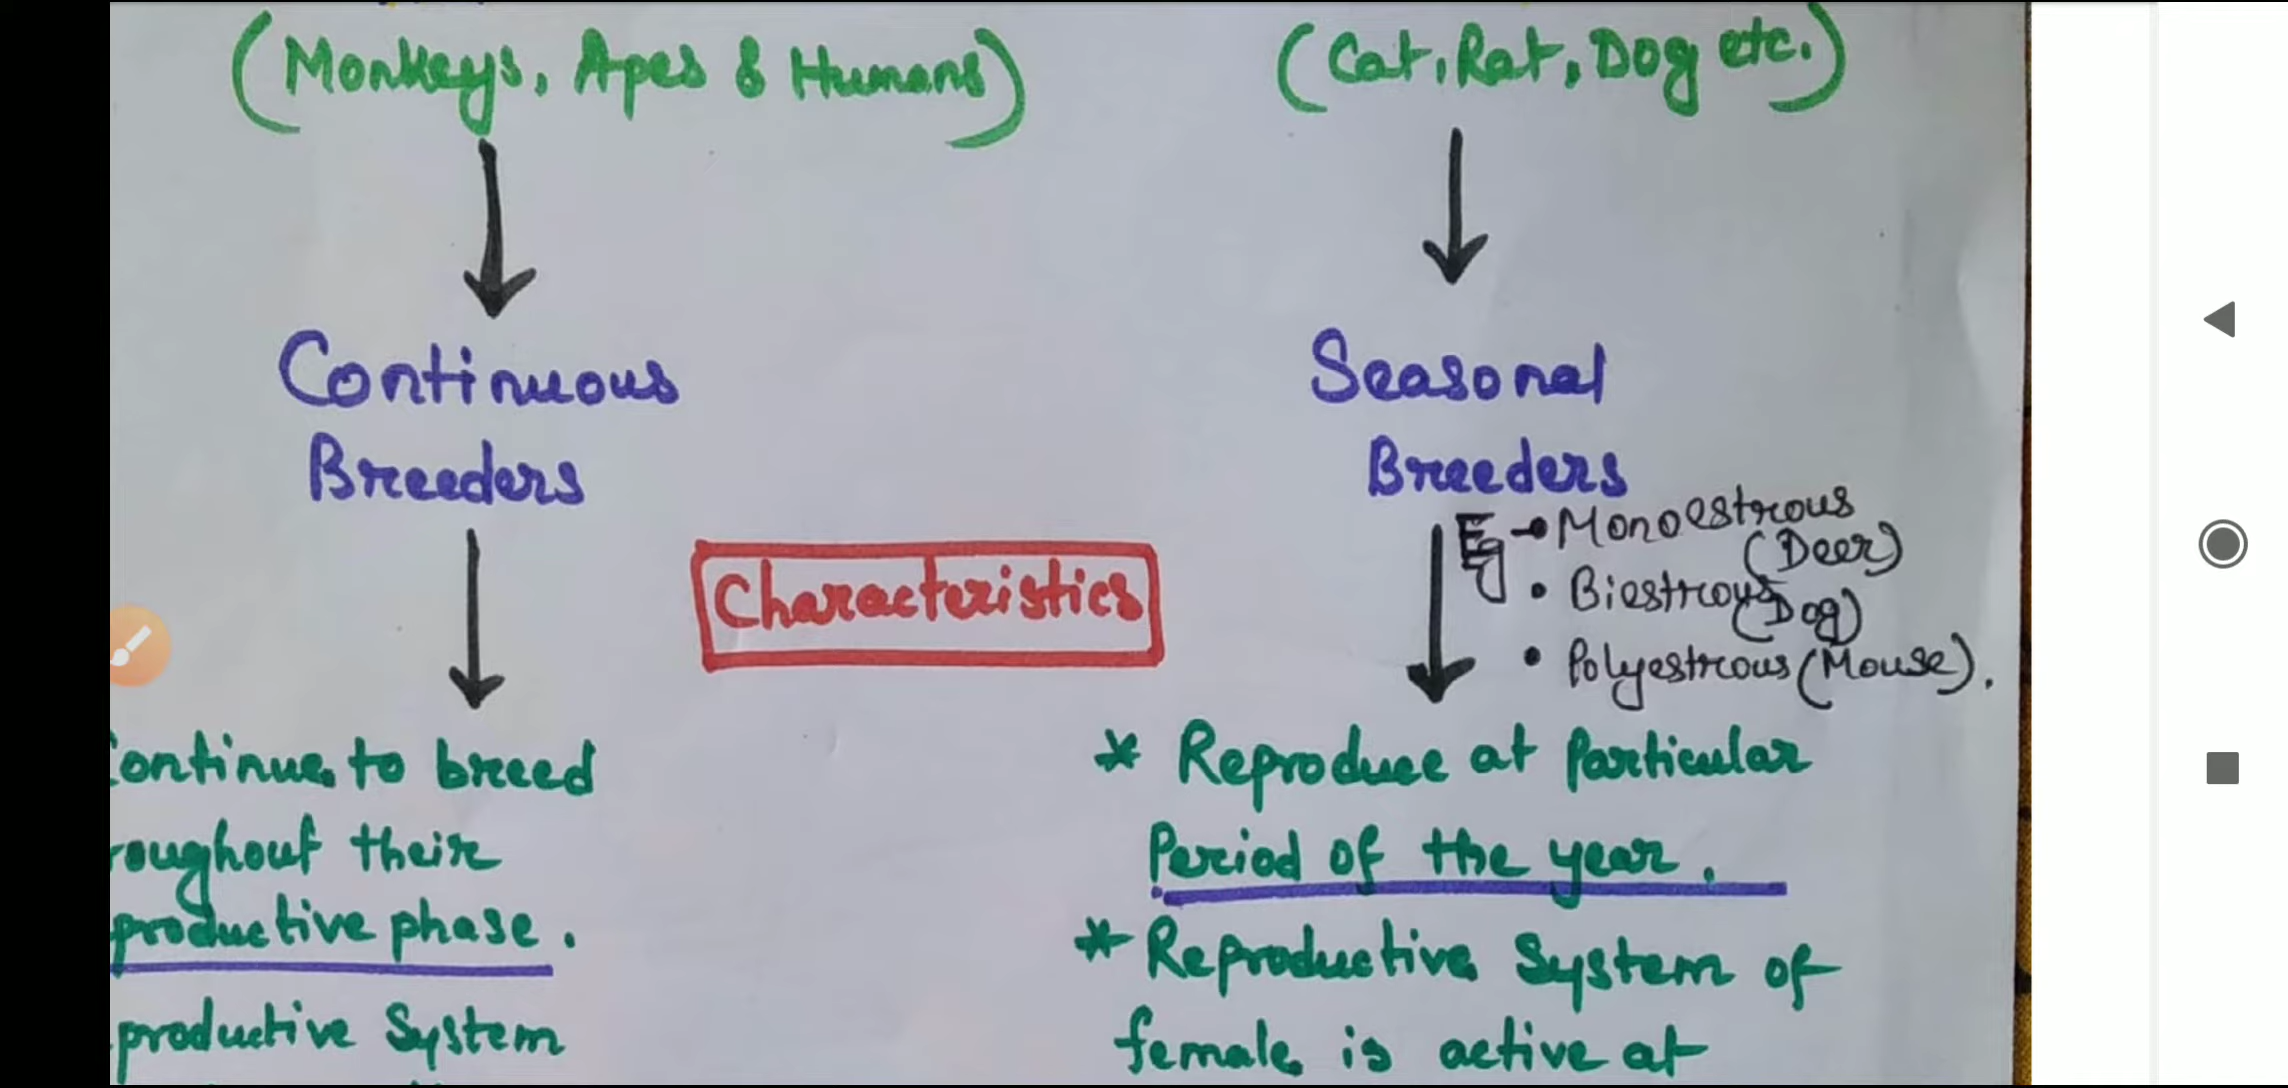 (Monkeys, Apes & Humans)
Continuous
Breeders
(Cat, Rat, Dog etc.)
Seasonal
Breeders
Eg → Monoestrous
(Deer)
• Biestrous
(Dog)
• Polyestrous (Mouse).
Characteristics
ontinue to breed
roughout their
productive phase.
productive System
* Reproduce at Particular
Period of the year.
* Reproductive System of
female is active at